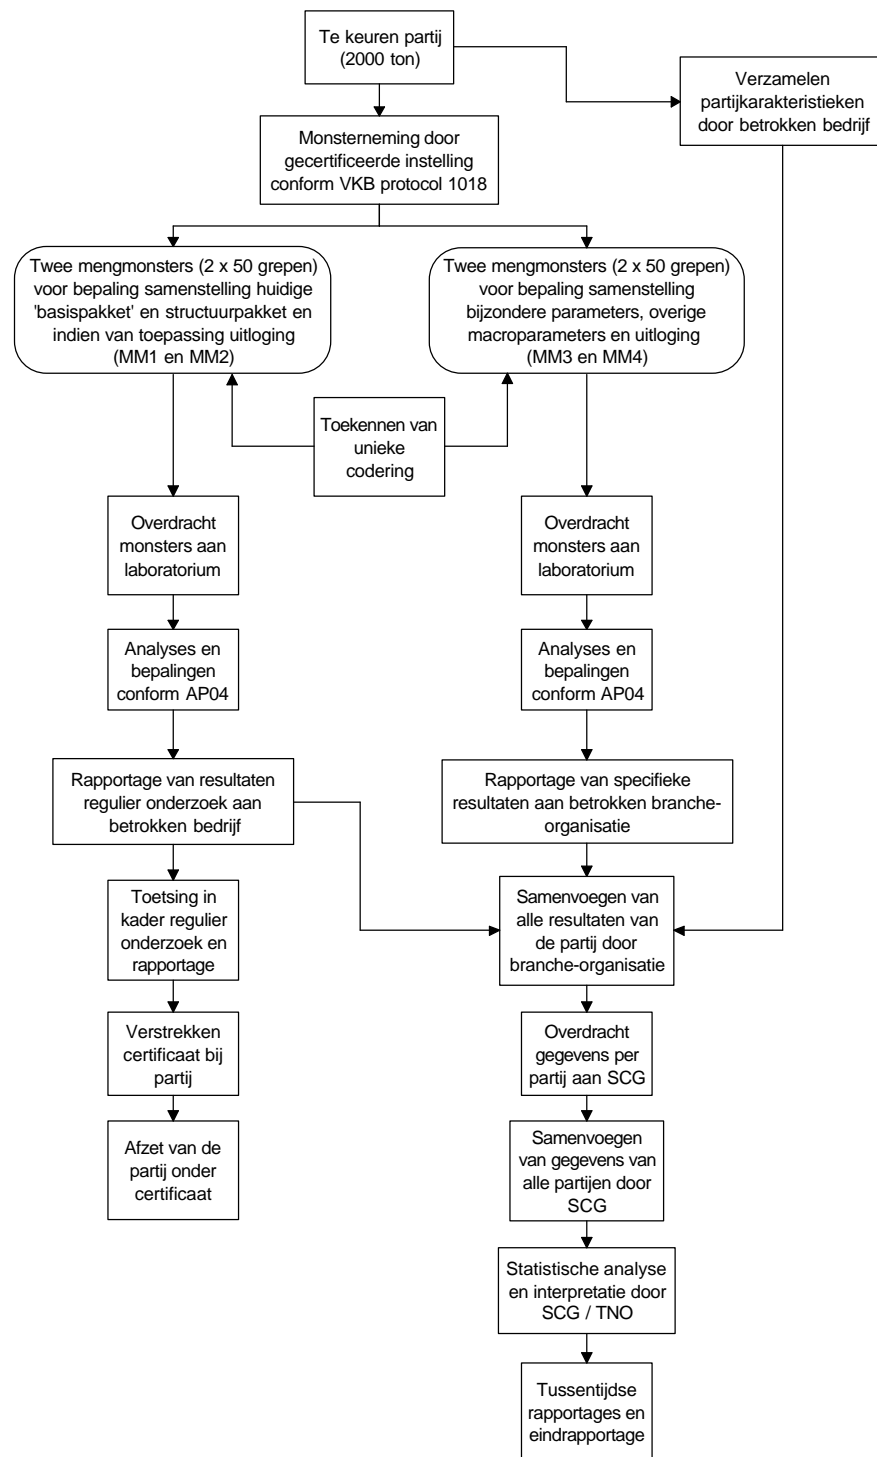 Te keuren partij
(2000 ton)
Verzamelen
partijkarakteristieken
door betrokken bedrijf
Monsterneming door
gecertificeerde instelling
conform VKB protocol 1018
Twee mengmonsters (2 x 50 grepen)
voor bepaling samenstelling huidige
'basispakket' en structuurpakket en
indien van toepassing uitloging
(MM1 en MM2)
Twee mengmonsters (2 x 50 grepen)
voor bepaling samenstelling
bijzondere parameters, overige
macroparameters en uitloging
(MM3 en MM4)
Toekennen van
unieke
codering
Overdracht
monsters aan
laboratorium
Overdracht
monsters aan
laboratorium
Analyses en
bepalingen
conform AP04
Analyses en
bepalingen
conform AP04
Rapportage van resultaten
regulier onderzoek aan
betrokken bedrijf
Rapportage van specifieke
resultaten aan betrokken branche-
organisatie
Toetsing in
kader regulier
onderzoek en
rapportage
Samenvoegen van
alle resultaten van
de partij door
branche-organisatie
Verstrekken
certificaat bij
partij
Overdracht
gegevens per
partij aan SCG
Afzet van de
partij onder
certificaat
Samenvoegen
van gegevens van
alle partijen door
SCG
Statistische analyse
en interpretatie door
SCG / TNO
Tussentijdse
rapportages en
eindrapportage